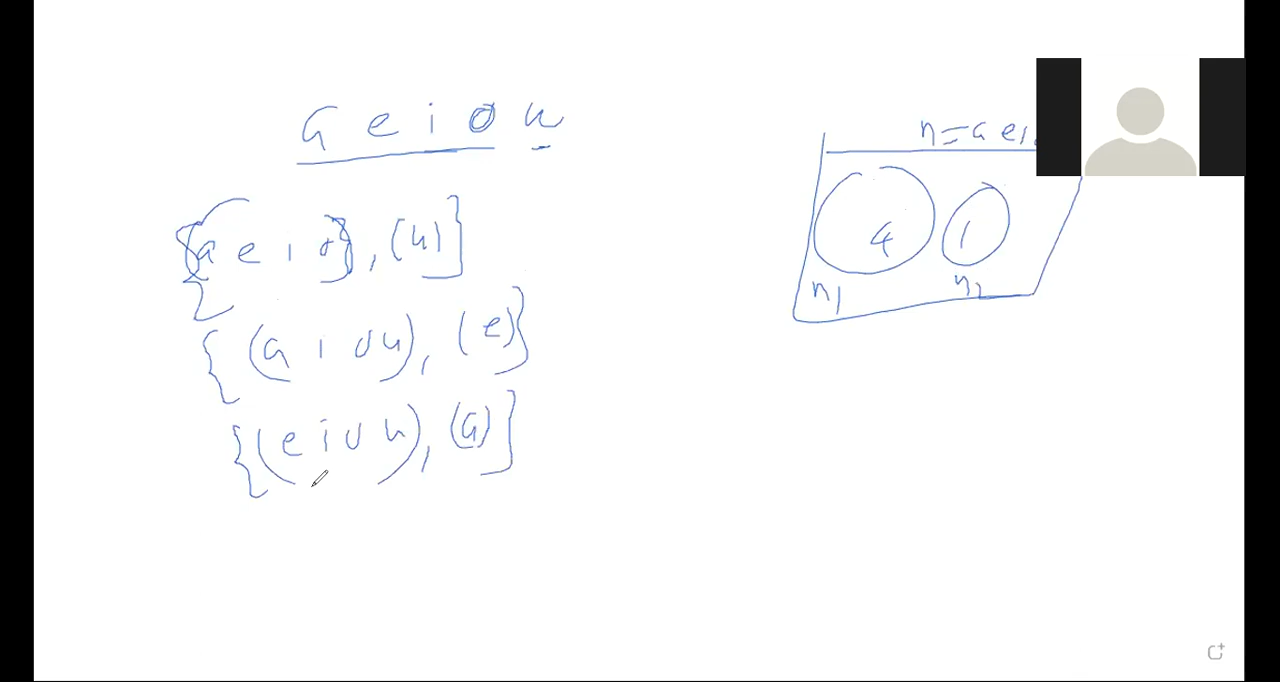 a e i o u
{(a e i o), (u)}
{(a i o u), (e)}
{(e i o u), (a)}
n = a e i
4 1
n1 n2